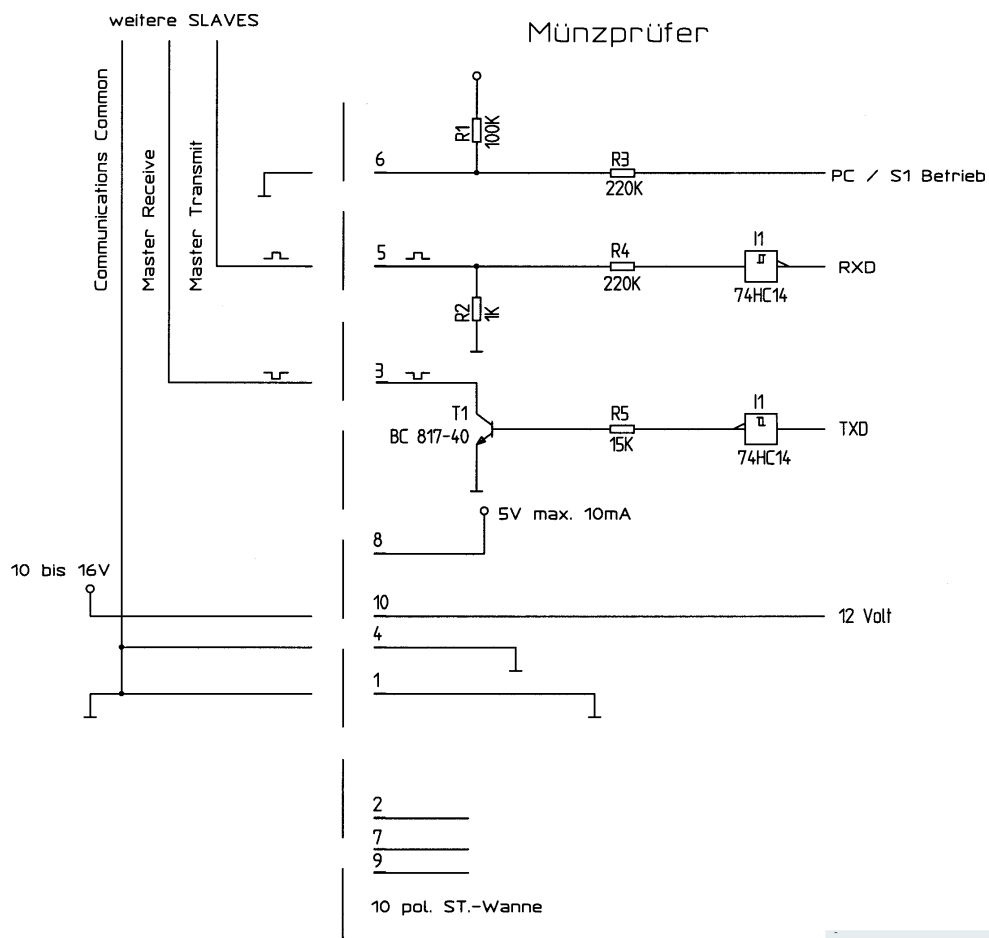 weitere SLAVES
Münzprüfer
Communications Common
Master Receive
Master Transmit
R1
100K
6
R3
220K
PC / S1 Betrieb
5
R4
220K
I1
74HC14
RXD
R2
1K
3
T1
BC 817-40
R5
15K
I1
74HC14
TXD
5V max. 10mA
8
10 bis 16V
10
12 Volt
4
1
2
7
9
10 pol. ST.-Wanne